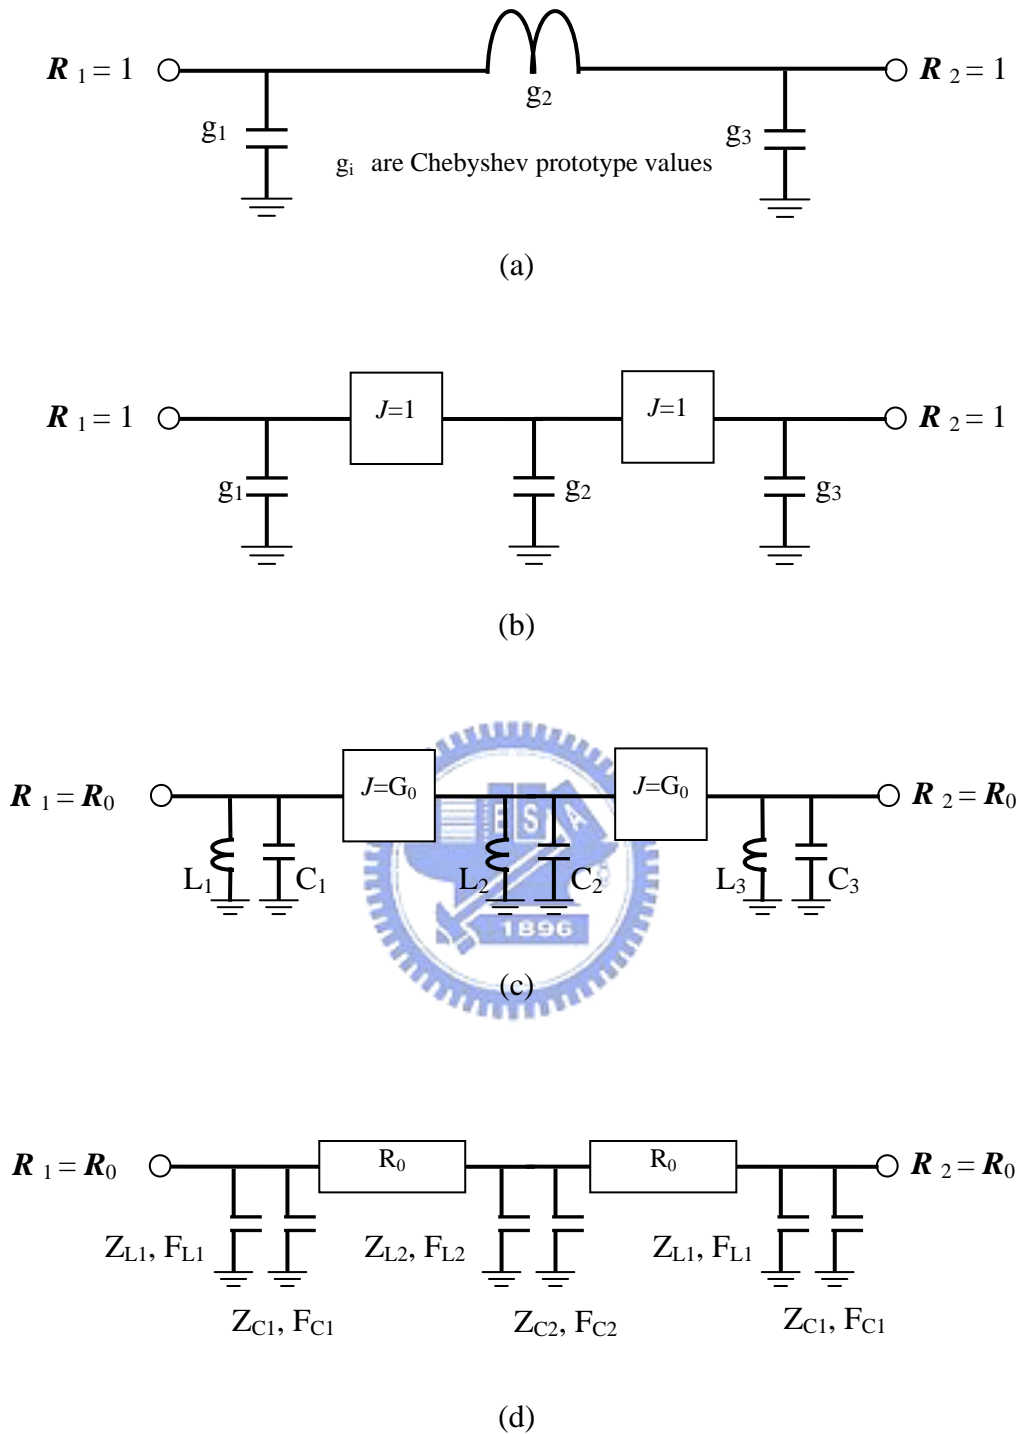 R 1 = 1
R 2 = 1
g2
g1
g3
gi are Chebyshev prototype values
(a)
J=1
J=1
R 1 = 1
R 2 = 1
g1
g2
g3
(b)
J=G0
J=G0
R 1 = R0
R 2 = R0
ESA
L1
C1
L2
C2
L3
C3
1896
(c)
R0
R0
R 1 = R0
R 2 = R0
ZL1, FL1
ZL2, FL2
ZL1, FL1
ZC1, FC1
ZC2, FC2
ZC1, FC1
(d)